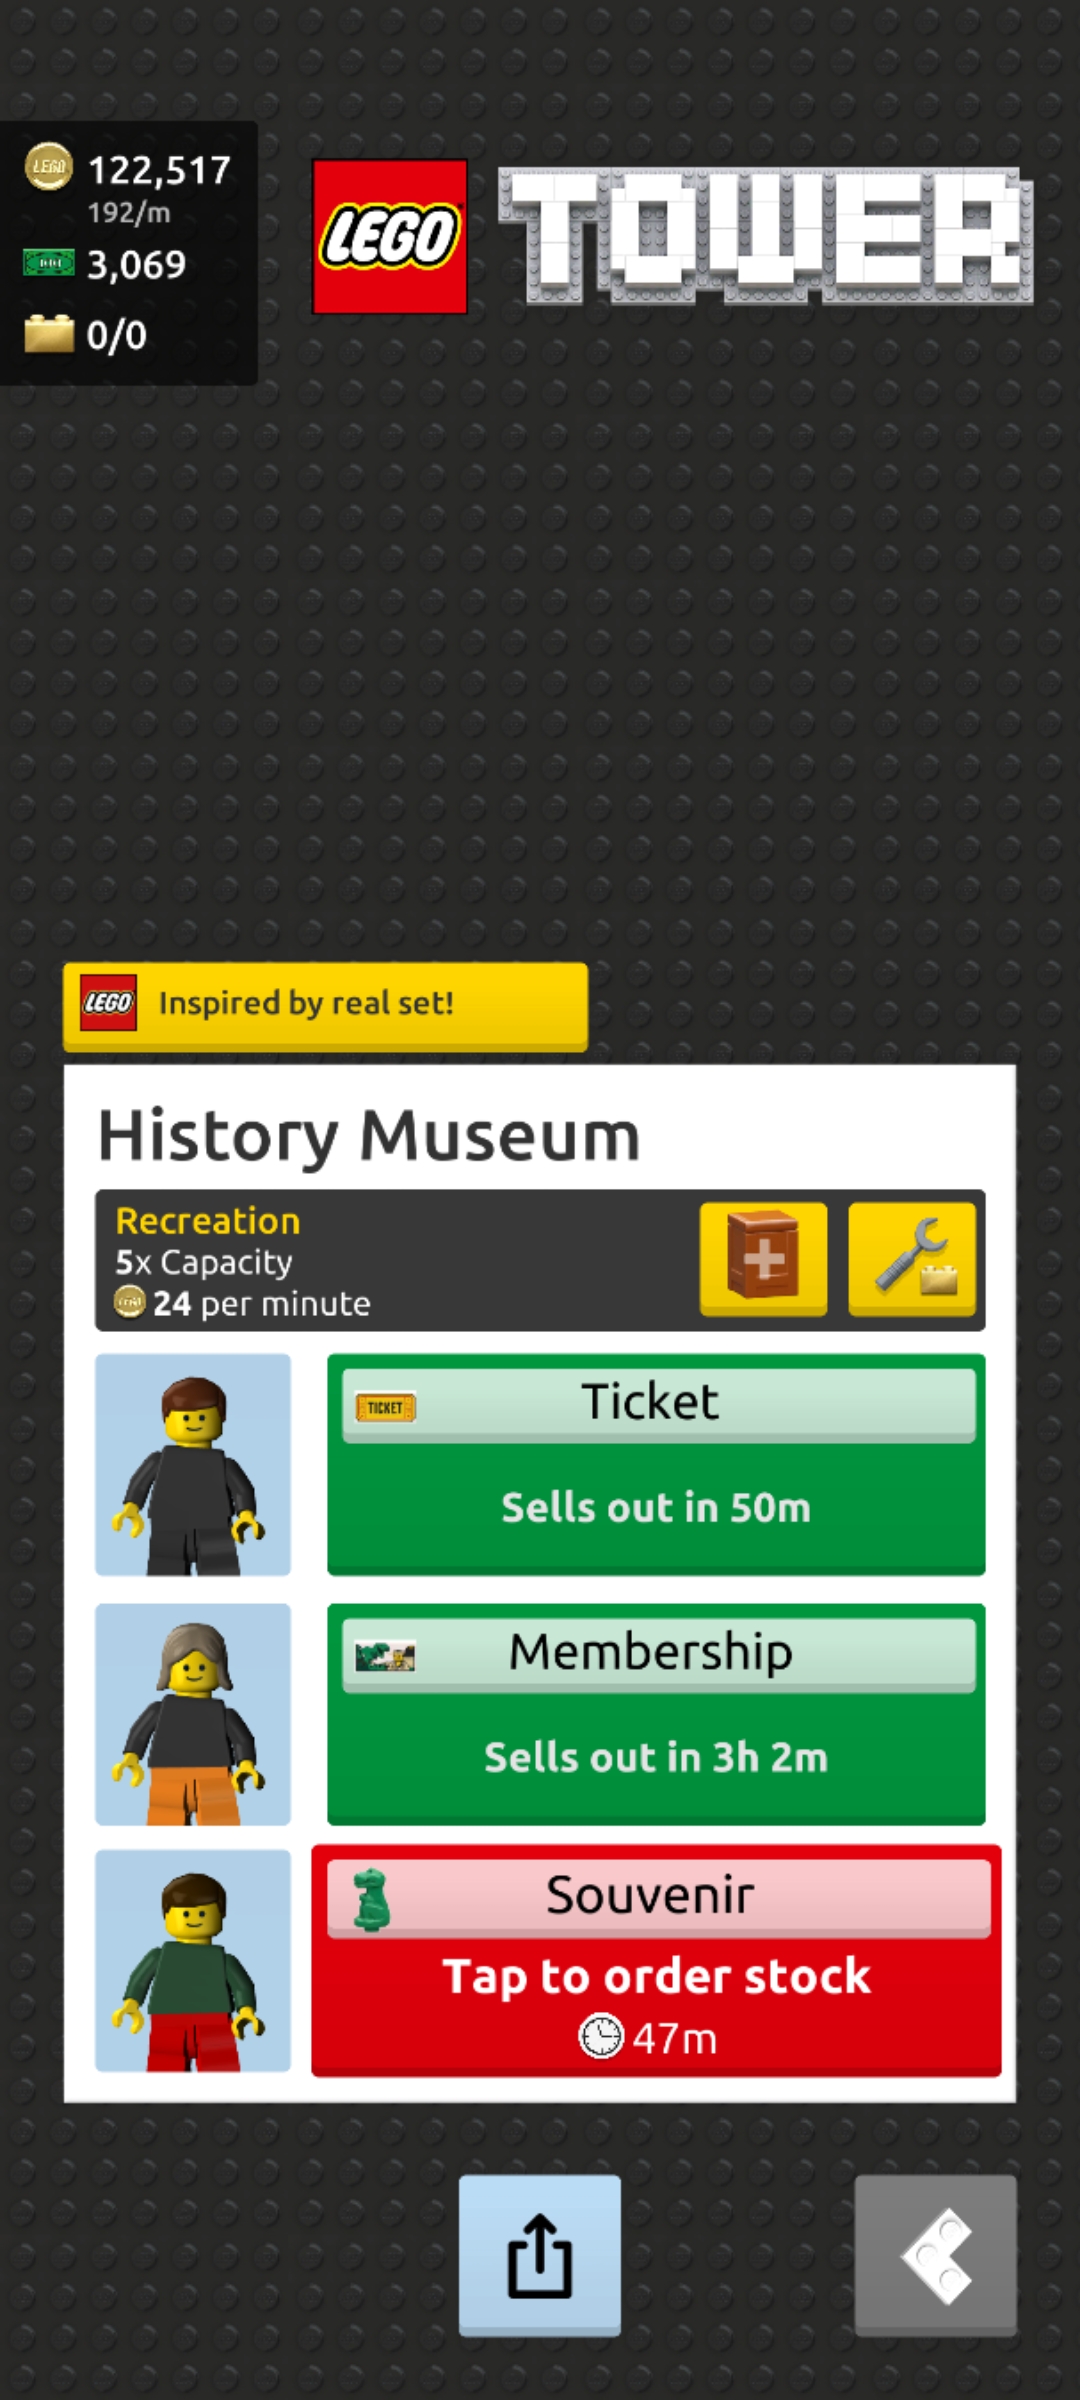 LEGO
122,517
192/m
3,069
0/0
LEGO
TOWER
LEGO
Inspired by real set!
History Museum
Recreation
5x Capacity
24 per minute
TICKET
Ticket
Sells out in 50m
Membership
Sells out in 3h 2m
Souvenir
Tap to order stock
47m